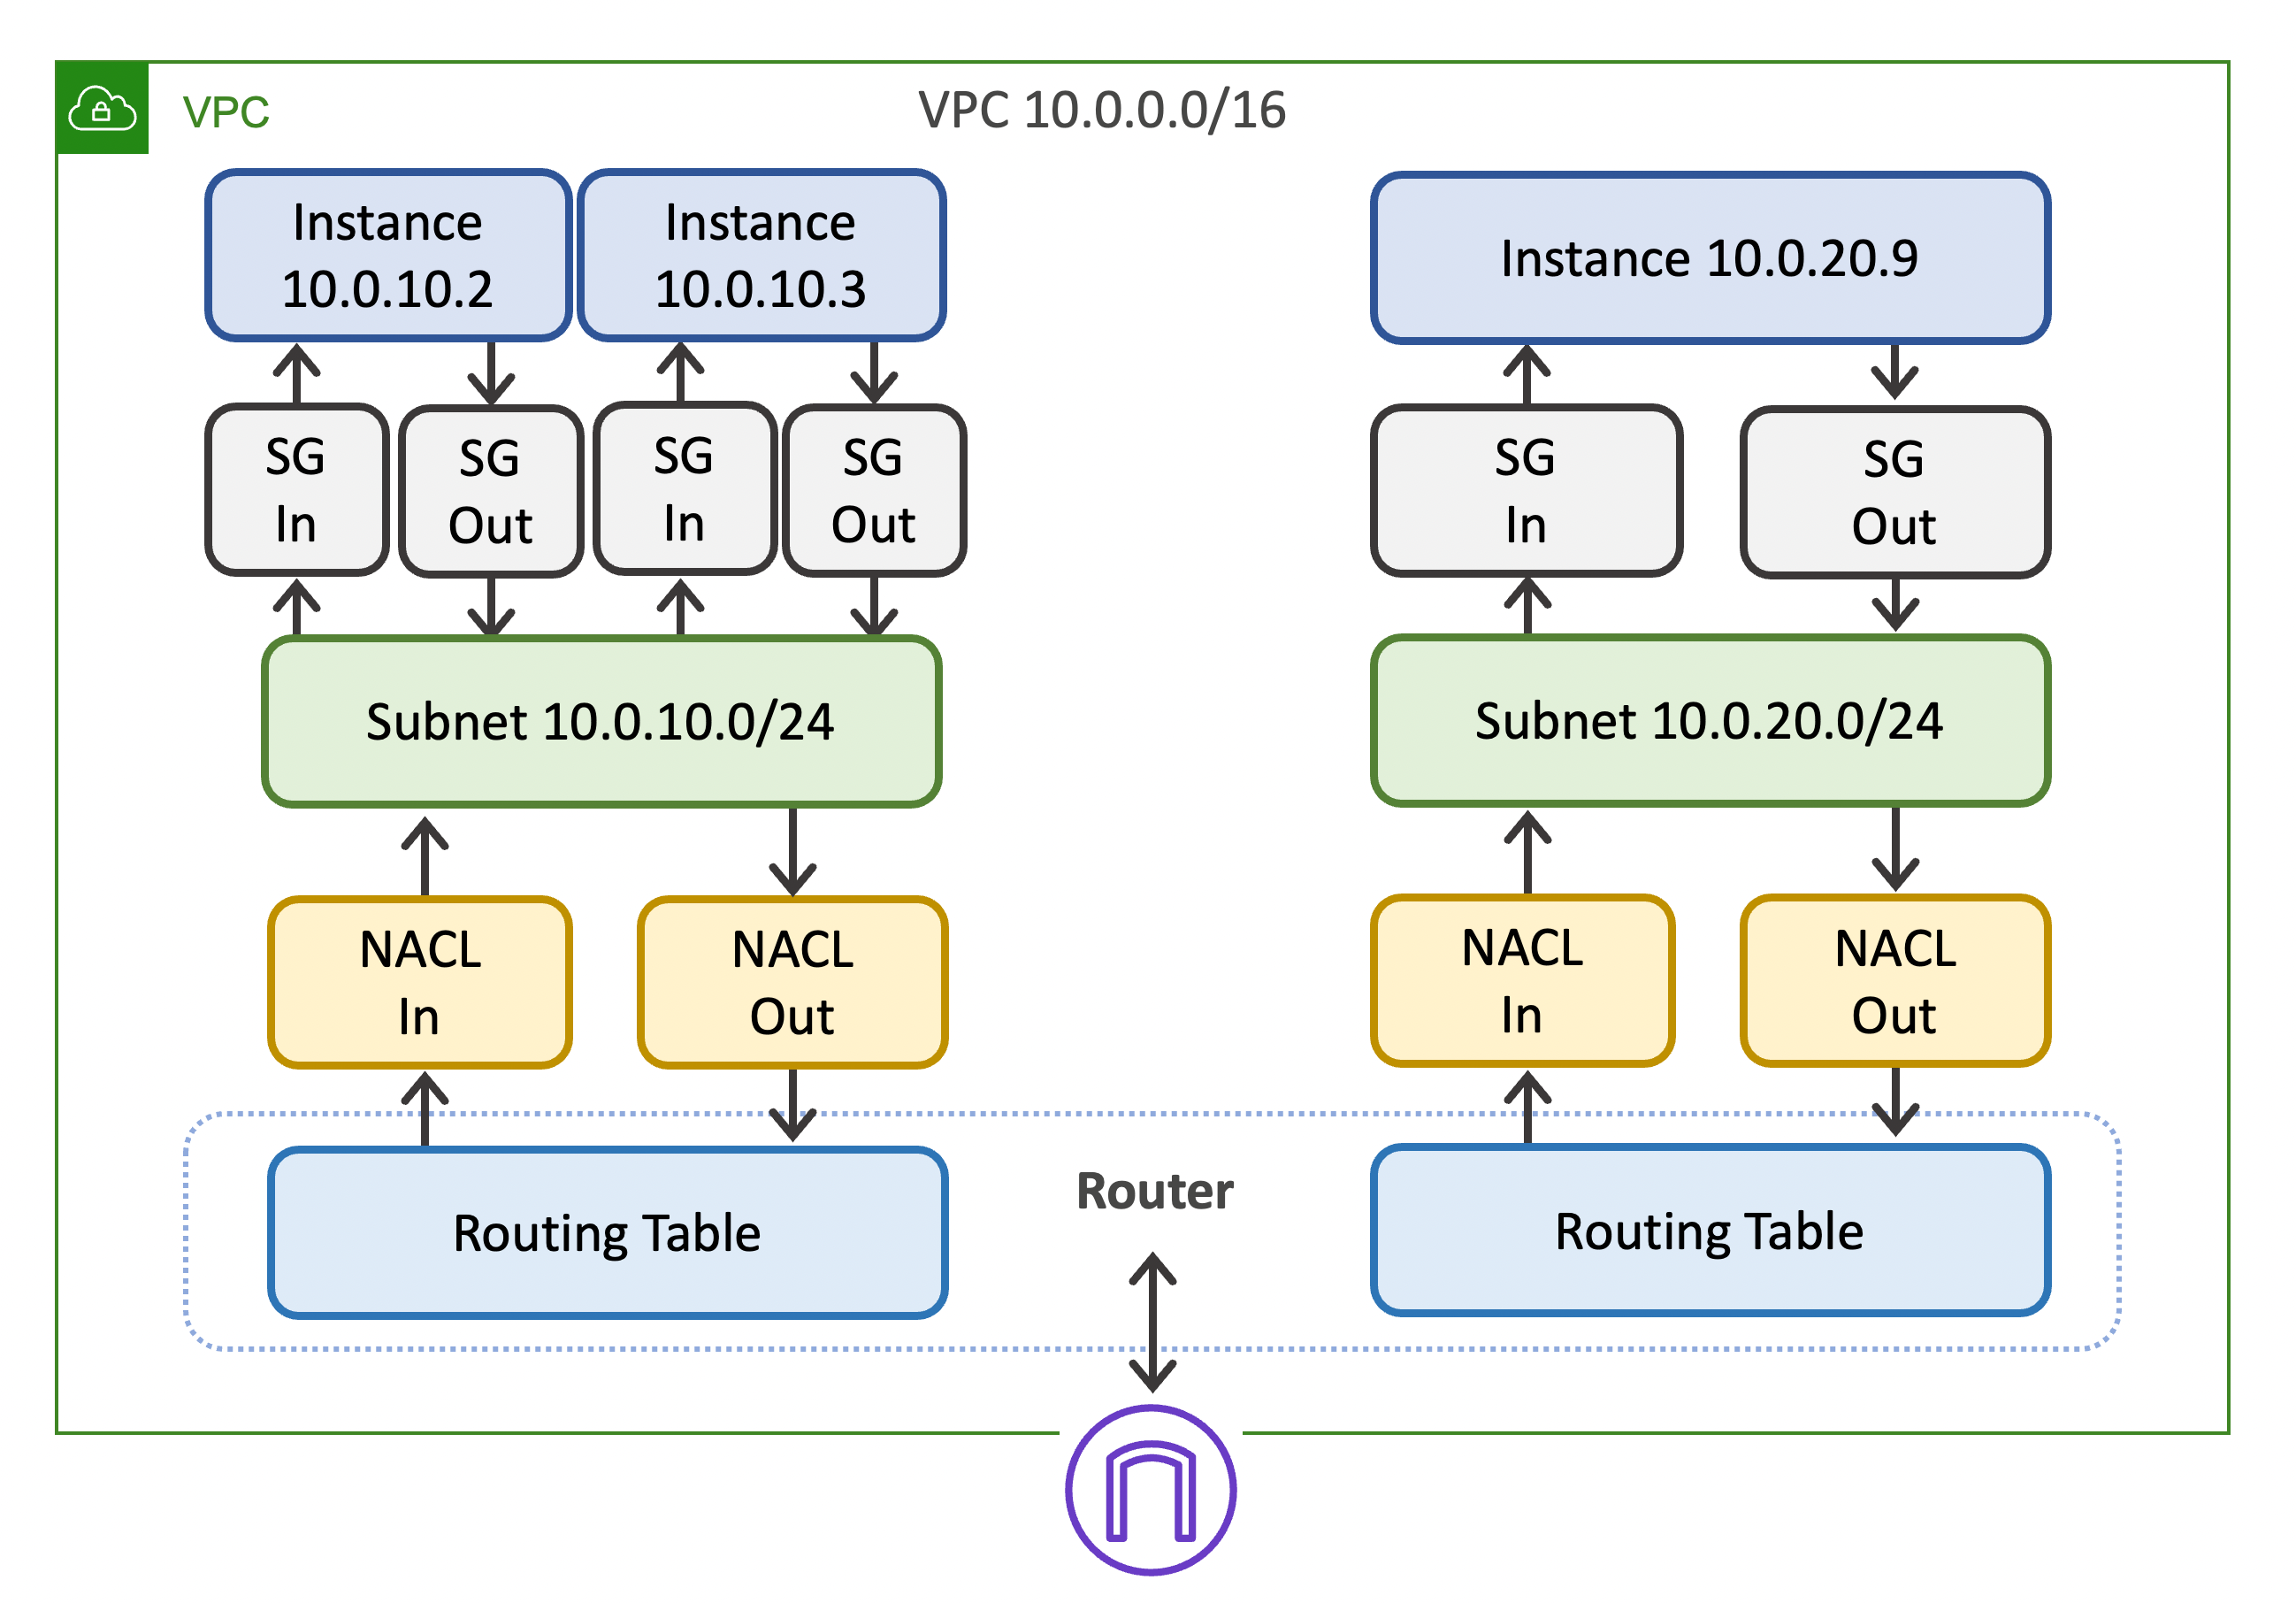 VPC
VPC 10.0.0.0/16
Instance
10.0.10.2
Instance
10.0.10.3
Instance 10.0.20.9
SG
In
SG
Out
SG
In
SG
Out
SG
In
SG
Out
Subnet 10.0.10.0/24
Subnet 10.0.20.0/24
NACL
In
NACL
Out
NACL
In
NACL
Out
Routing Table
Router
Routing Table